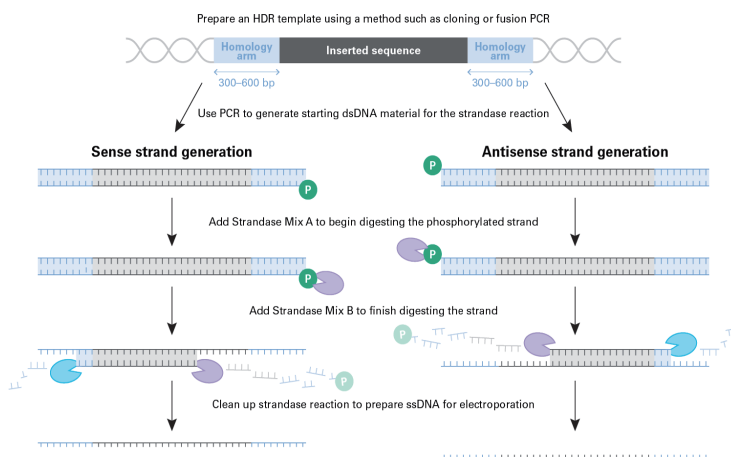 Prepare an HDR template using a method such as cloning or fusion PCR
Homology
arm
Inserted sequence
Homology
arm
300–600 bp
300–600 bp
Use PCR to generate starting dsDNA material for the strandase reaction
Sense strand generation
Antisense strand generation
P
P
Add Strandase Mix A to begin digesting the phosphorylated strand
P
P
Add Strandase Mix B to finish digesting the strand
P
P
Clean up strandase reaction to prepare ssDNA for electroporation